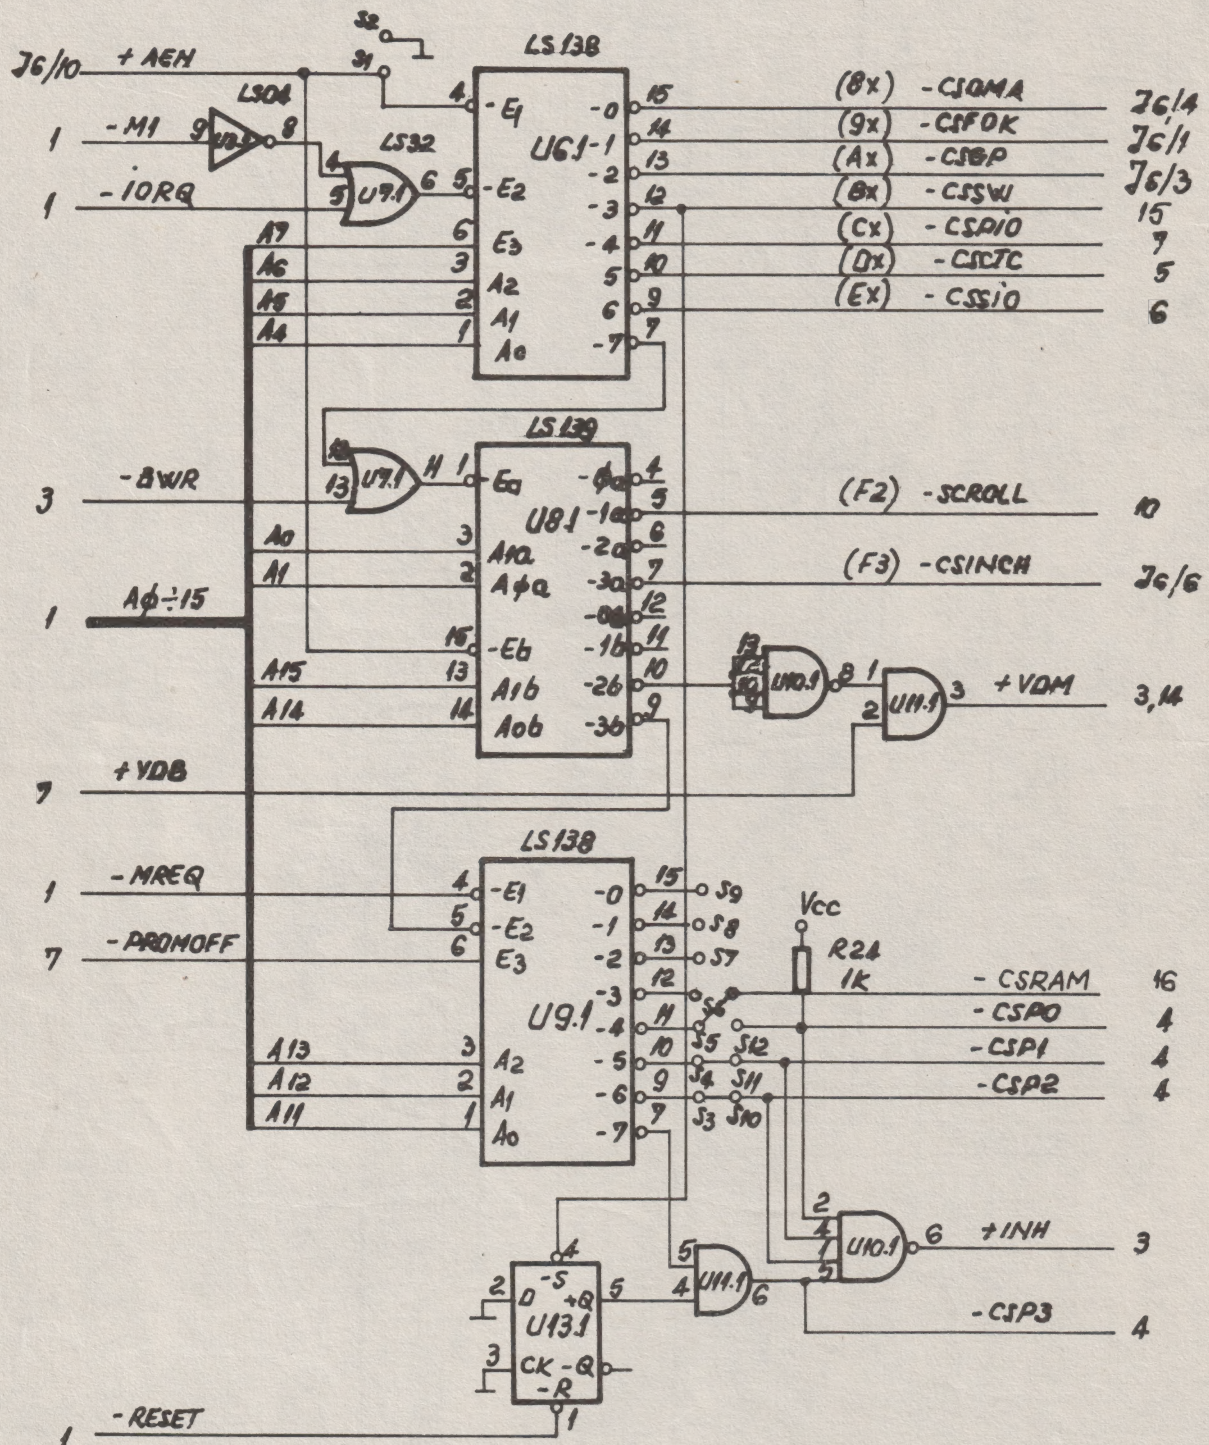 S2
LS138
J6/10 + AEN S1
LS04 4 -E1 -0 15 (8x) -CSDMA J6/4
1 -M1 9 U3.1 8 LS32 U6.1 -1 14 (9x) -CSFDK J6/1
4 -2 13 (Ax) -CSGP J6/3
1 -IORQ 5 U7.1 6 5 -E2 -3 12 (Bx) -CSSW 15
A7 6 E3 -4 11 (Cx) -CSPIO 7
A6 3 A2 5 10 (Dx) -CSCTC 5
A5 2 A1 6 9 (Ex) -CSSIO 6
A4 1 A0 -7 7
LS139
12 U7.1 11 1 -Ea -ϕa 4
3 -BWR 13 U8.1 -1a 5 (F2) -SCROLL 10
A0 3 A1a -2a 6
A1 2 Aϕa -3a 7 (F3) -CSINCH J6/6
1 Aϕ÷15 12
15 -Eb -1b 11
A15 13 A1b -2b 10 13 12 10 9 U10.1 8 1 U11.1 3 +VDM 3,14
A14 14 A0b -3b 9 2
7 +VDB
LS138
1 -MREQ 4 -E1 -0 15 S9
5 -E2 -1 14 S8 Vcc
7 -PROMOFF 6 E3 -2 13 S7 R21
-3 12 S6 1K -CSRAM 16
U9.1 -4 11 -CSP0 4
A13 3 A2 -5 10 S5 S12 -CSP1 4
A12 2 A1 -6 9 S4 S11 -CSP2 4
A11 1 A0 -7 7 S3 S10
2
4 U10.1 6 +INH 3
1
4 5 5
2 D -S +Q 5 4 U11.1 6
U13.1 -CSP3 4
3 CK -Q
-R
1 -RESET 1